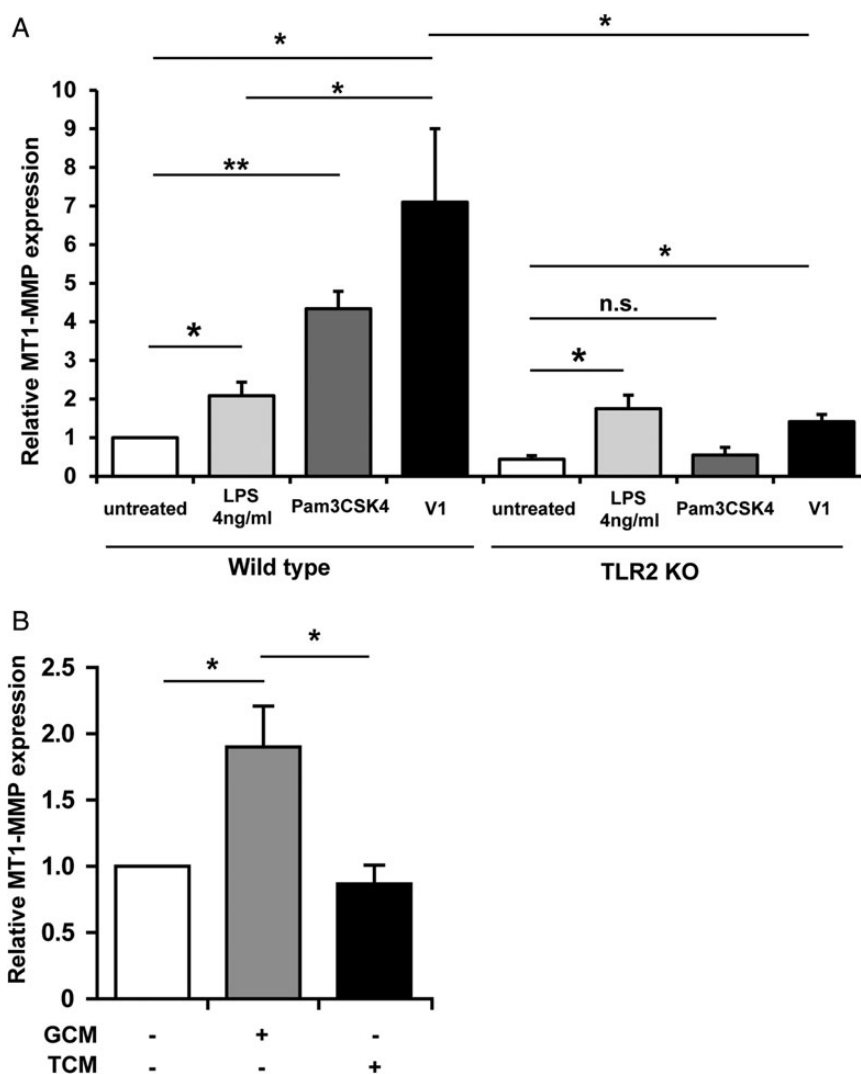 A
*
*
*
10
9
8
7
6
5
4
3
2
1
0
Relative MT1-MMP expression
**
*
*
n.s.
*
untreated LPS 4ng/ml Pam3CSK4 V1 untreated LPS 4ng/ml Pam3CSK4 V1
Wild type TLR2 KO
B
*
*
2.5
2.0
1.5
1.0
0.5
0
Relative MT1-MMP expression
GCM - + -
TCM - - +